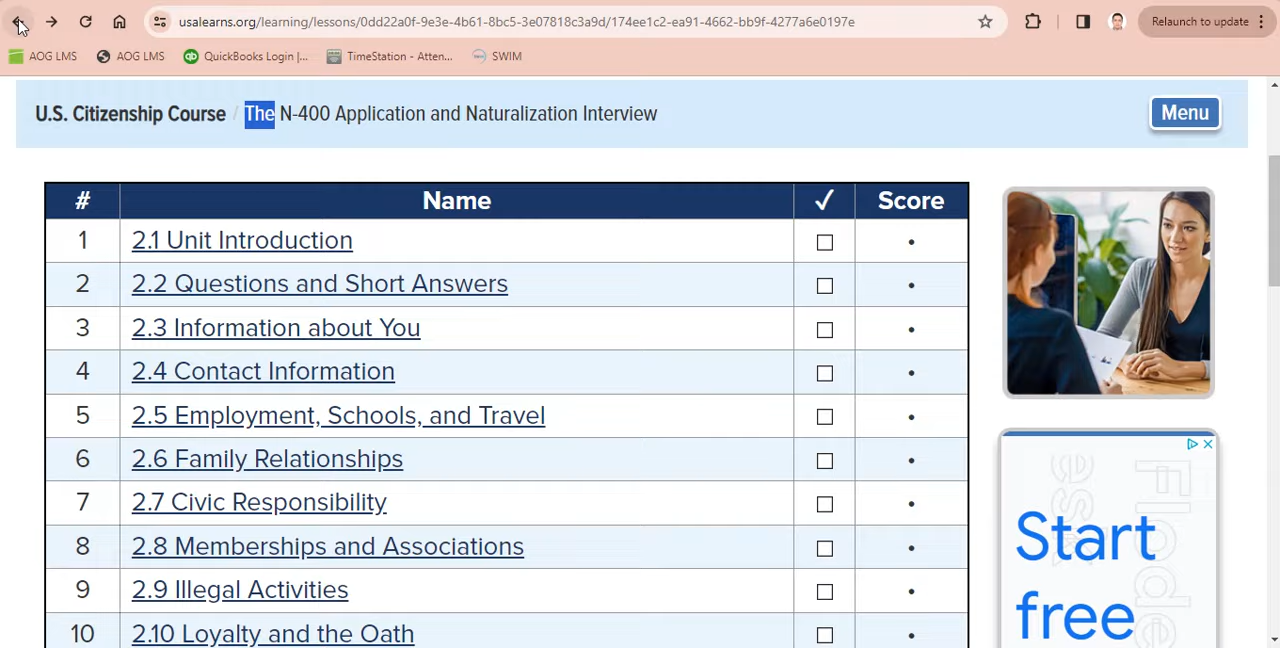 usalearns.org/learning/lessons/0dd22a0f-9e3e-4b61-8bc5-3e07818c3a9d/174ee1c2-ea91-4662-bb9f-4277a6e0197e
Relaunch to update
AOG LMS
AOG LMS
QuickBooks Login |...
TimeStation - Atten...
SWIM
U.S. Citizenship Course / The N-400 Application and Naturalization Interview
Menu
# Name ✓ Score
1 2.1 Unit Introduction
2 2.2 Questions and Short Answers
3 2.3 Information about You
4 2.4 Contact Information
5 2.5 Employment, Schools, and Travel
6 2.6 Family Relationships
7 2.7 Civic Responsibility
8 2.8 Memberships and Associations
9 2.9 Illegal Activities
10 2.10 Loyalty and the Oath
Start
free